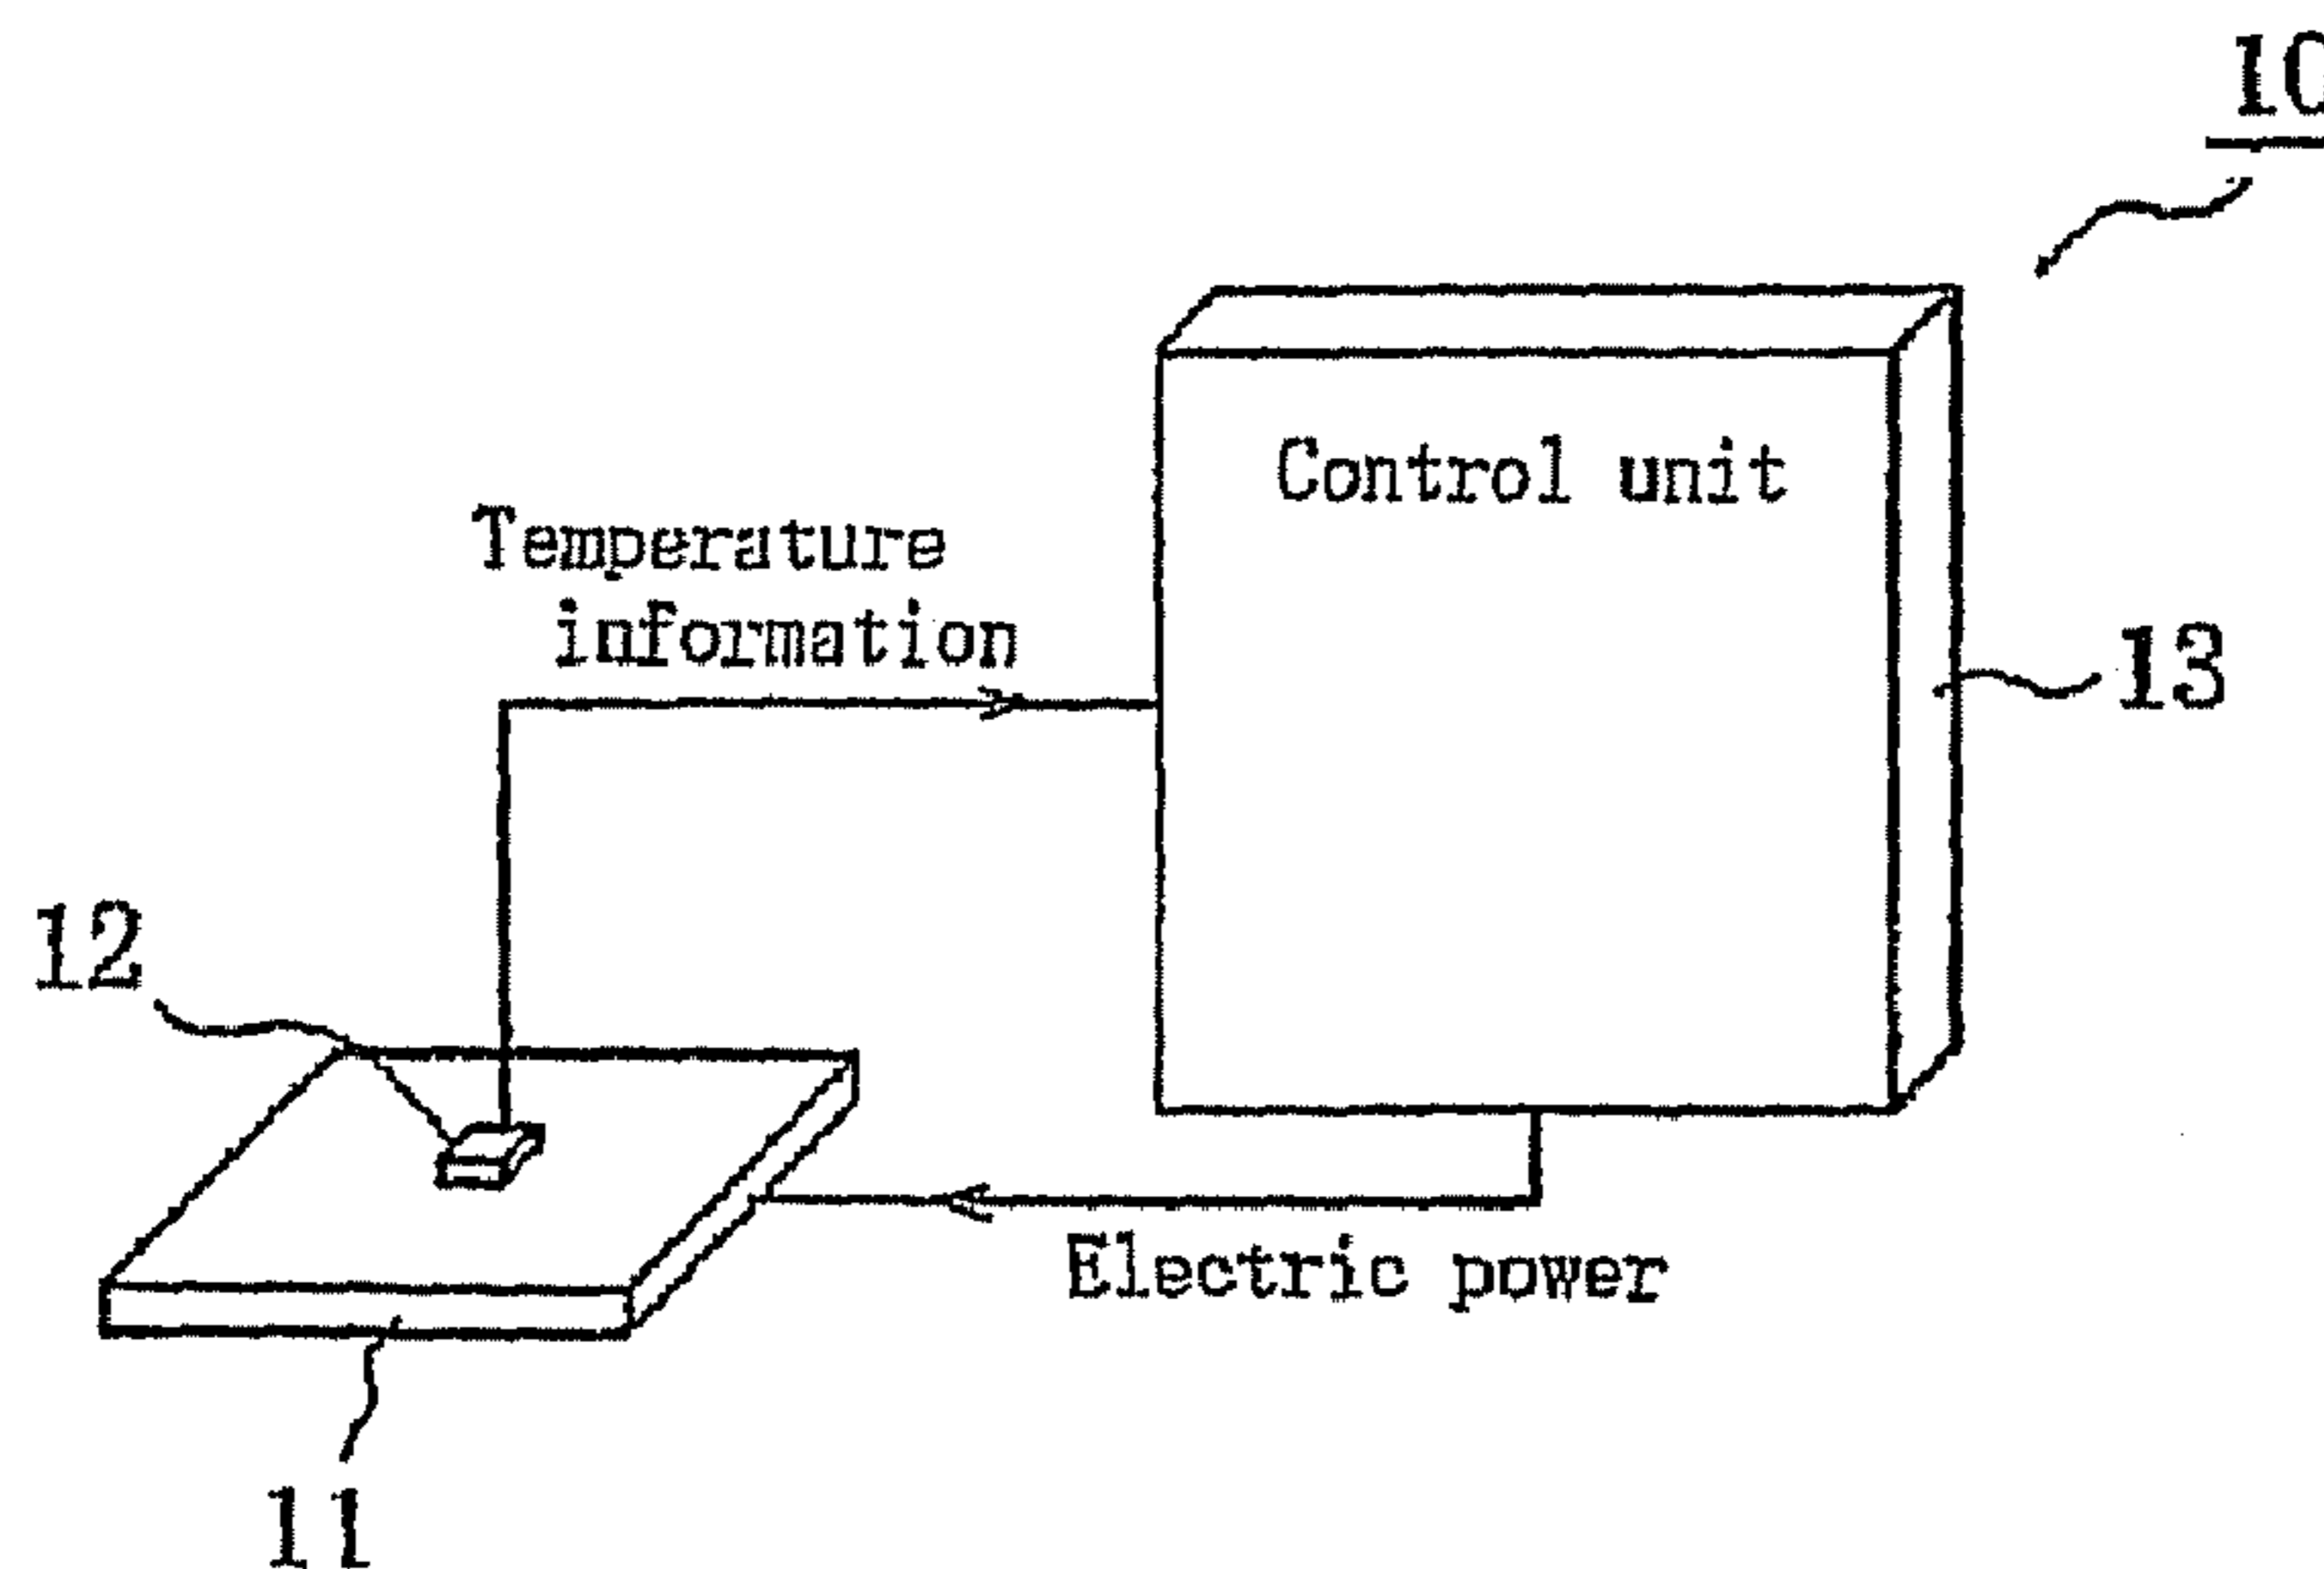 10
Control unit
Temperature
information
13
12
Electric power
11